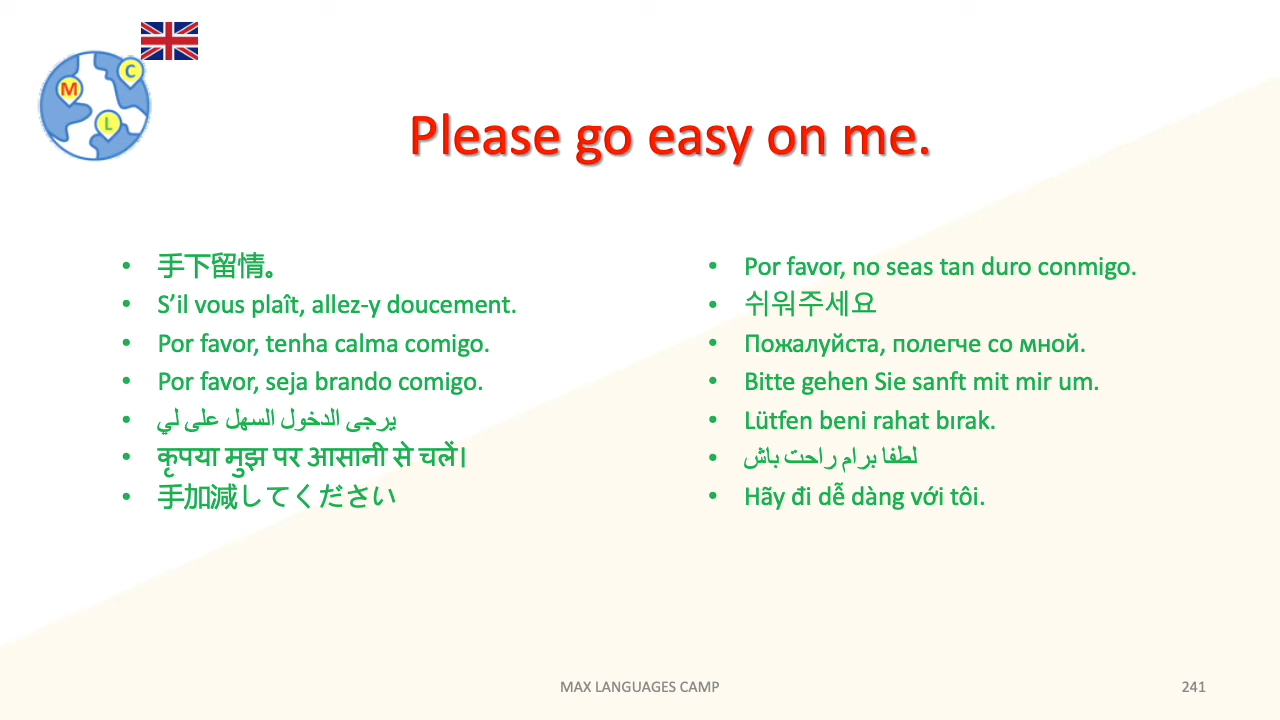 M
C
L
Please go easy on me.
手下留情。
S’il vous plaît, allez-y doucement.
Por favor, tenha calma comigo.
Por favor, seja brando comigo.
يرجى الدخول السهل على لي
कृपया मुझ पर आसानी से चलें।
手加減してください
Por favor, no seas tan duro conmigo.
쉬워주세요
Пожалуйста, полегче со мной.
Bitte gehen Sie sanft mit mir um.
Lütfen beni rahat bırak.
لطفا برام راحت باش
Hãy đi dễ dàng với tôi.
MAX LANGUAGES CAMP
241